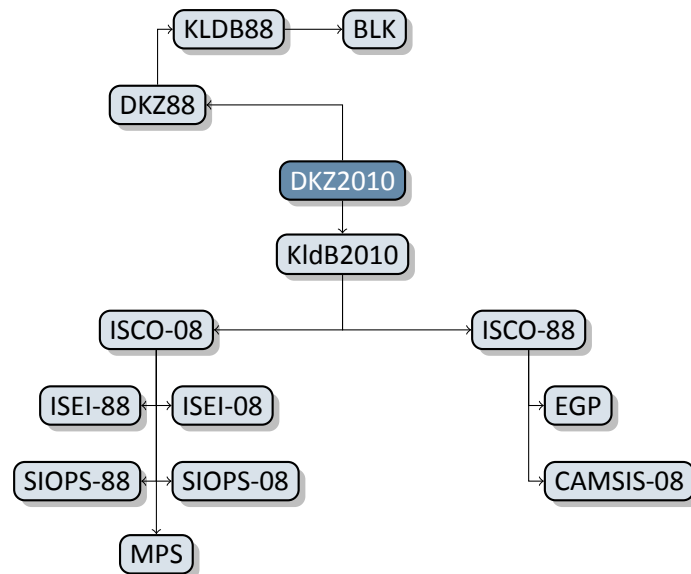 KLDB88 BLK
DKZ88
DKZ2010
KldB2010
ISCO-08 ISCO-88
ISEI-88 ISEI-08 EGP
SIOPS-88 SIOPS-08 CAMSIS-08
MPS